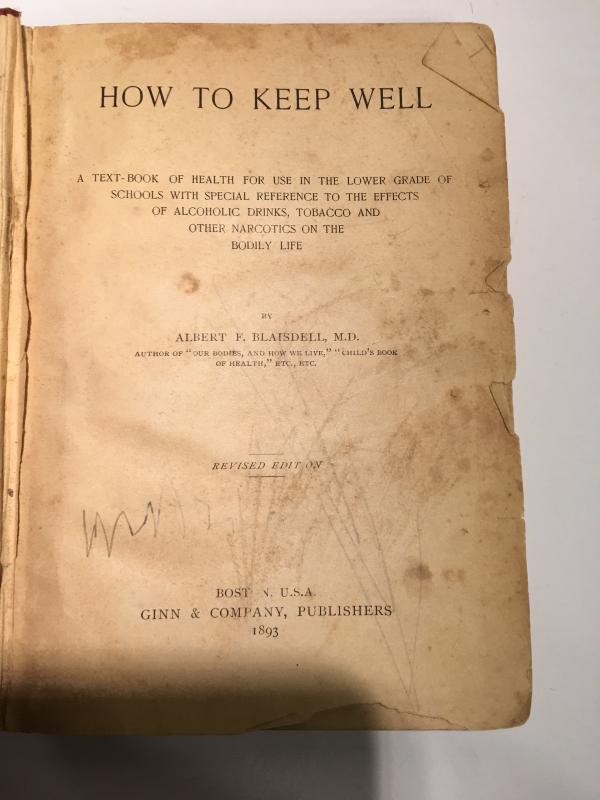 HOW TO KEEP WELL
A TEXT-BOOK OF HEALTH FOR USE IN THE LOWER GRADE OF
SCHOOLS WITH SPECIAL REFERENCE TO THE EFFECTS
OF ALCOHOLIC DRINKS, TOBACCO AND
OTHER NARCOTICS ON THE
BODILY LIFE
BY
ALBERT F. BLAISDELL, M.D.
AUTHOR OF "OUR BODIES, AND HOW WE LIVE," "CHILD'S BOOK
OF HEALTH," ETC., ETC.
REVISED EDITION
BOST N, U.S.A.
GINN & COMPANY, PUBLISHERS
1893